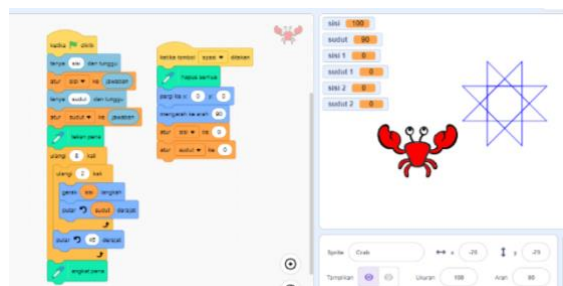 ketika diklik
tanya sisi dan tunggu
atur sisi ke jawaban
tanya sudut dan tunggu
atur sudut ke jawaban
tekan pena
ulangi 8 kali
ulangi 2 kali
gerak sisi langkah
putar sudut derajat
putar 45 derajat
angkat pena
ketika tombol spasi ditekan
hapus semua
pergi ke x: 0 y: 0
mengarah ke arah 90
atur sisi ke 0
atur sudut ke 0
sisi 100
sudut 90
sisi 1 0
sudut 1 0
sisi 2 0
sudut 2 0
Sprite Crab x y
Tampilkan Ukuran 100 Arah